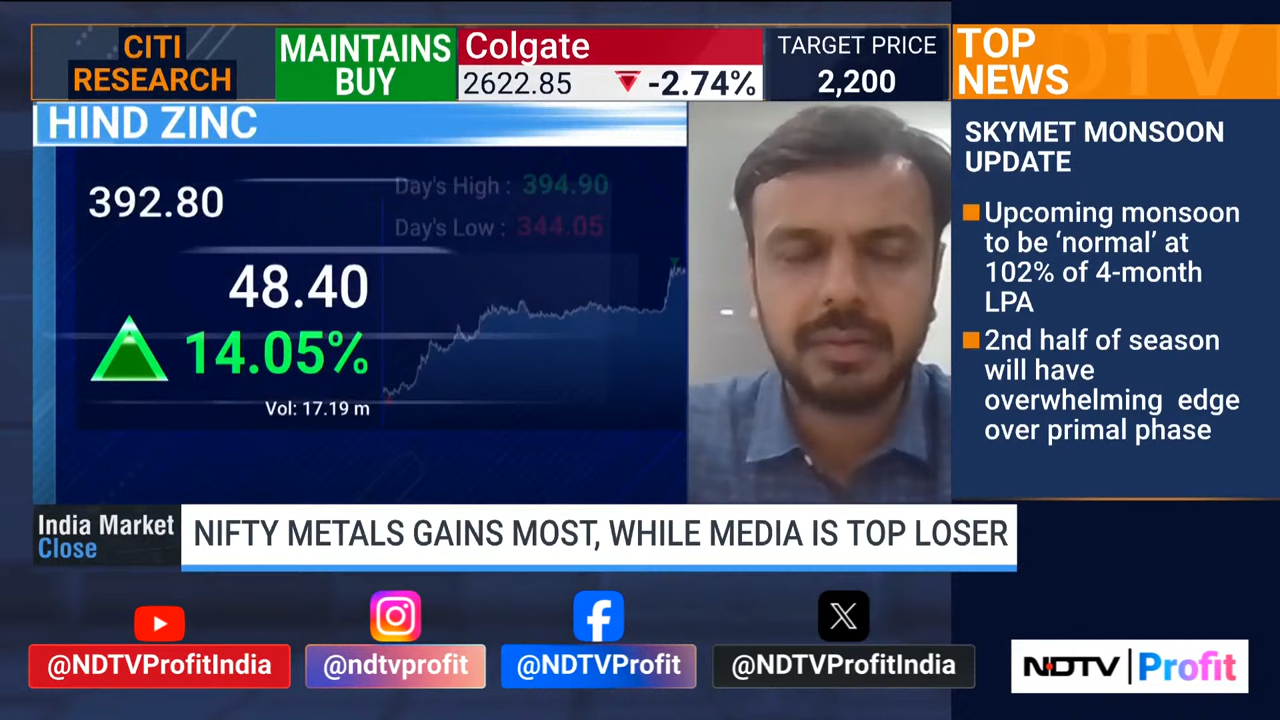 CITI
RESEARCH
MAINTAINS
BUY
Colgate
2622.85
-2.74%
TARGET PRICE
2,200
TOP
NEWS
NDTV
HIND ZINC
392.80
Day's High : 394.90
Day's Low : 344.05
48.40
14.05%
Vol: 17.19 m
SKYMET MONSOON
UPDATE
Upcoming monsoon
to be ‘normal’ at
102% of 4-month
LPA
2nd half of season
will have
overwhelming edge
over primal phase
India Market
Close
NIFTY METALS GAINS MOST, WHILE MEDIA IS TOP LOSER
@NDTVProfitIndia
@ndtvprofit
@NDTVProfit
X
@NDTVProfitIndia
NDTV Profit